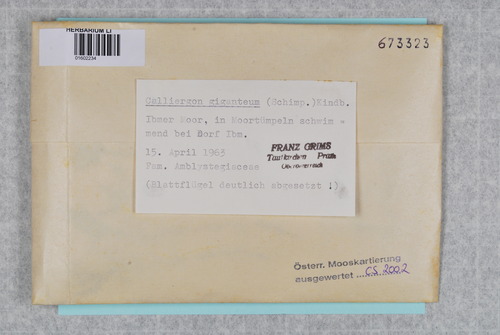 HERBARIUM LI
01602234
673323
Calliergon giganteum (Schimp.)Kindb.
Ibmer Moor, in Moortümpeln schwim =
mend bei Dorf Ibm.
15. April 1963
Fam. Amblystegiaceae
(Blattflügel deutlich abgesetzt !)
FRANZ GRIMS
Taufkirchen Pram
Oberösterreich
Österr. Mooskartierung
ausgewertet ... CS 2002